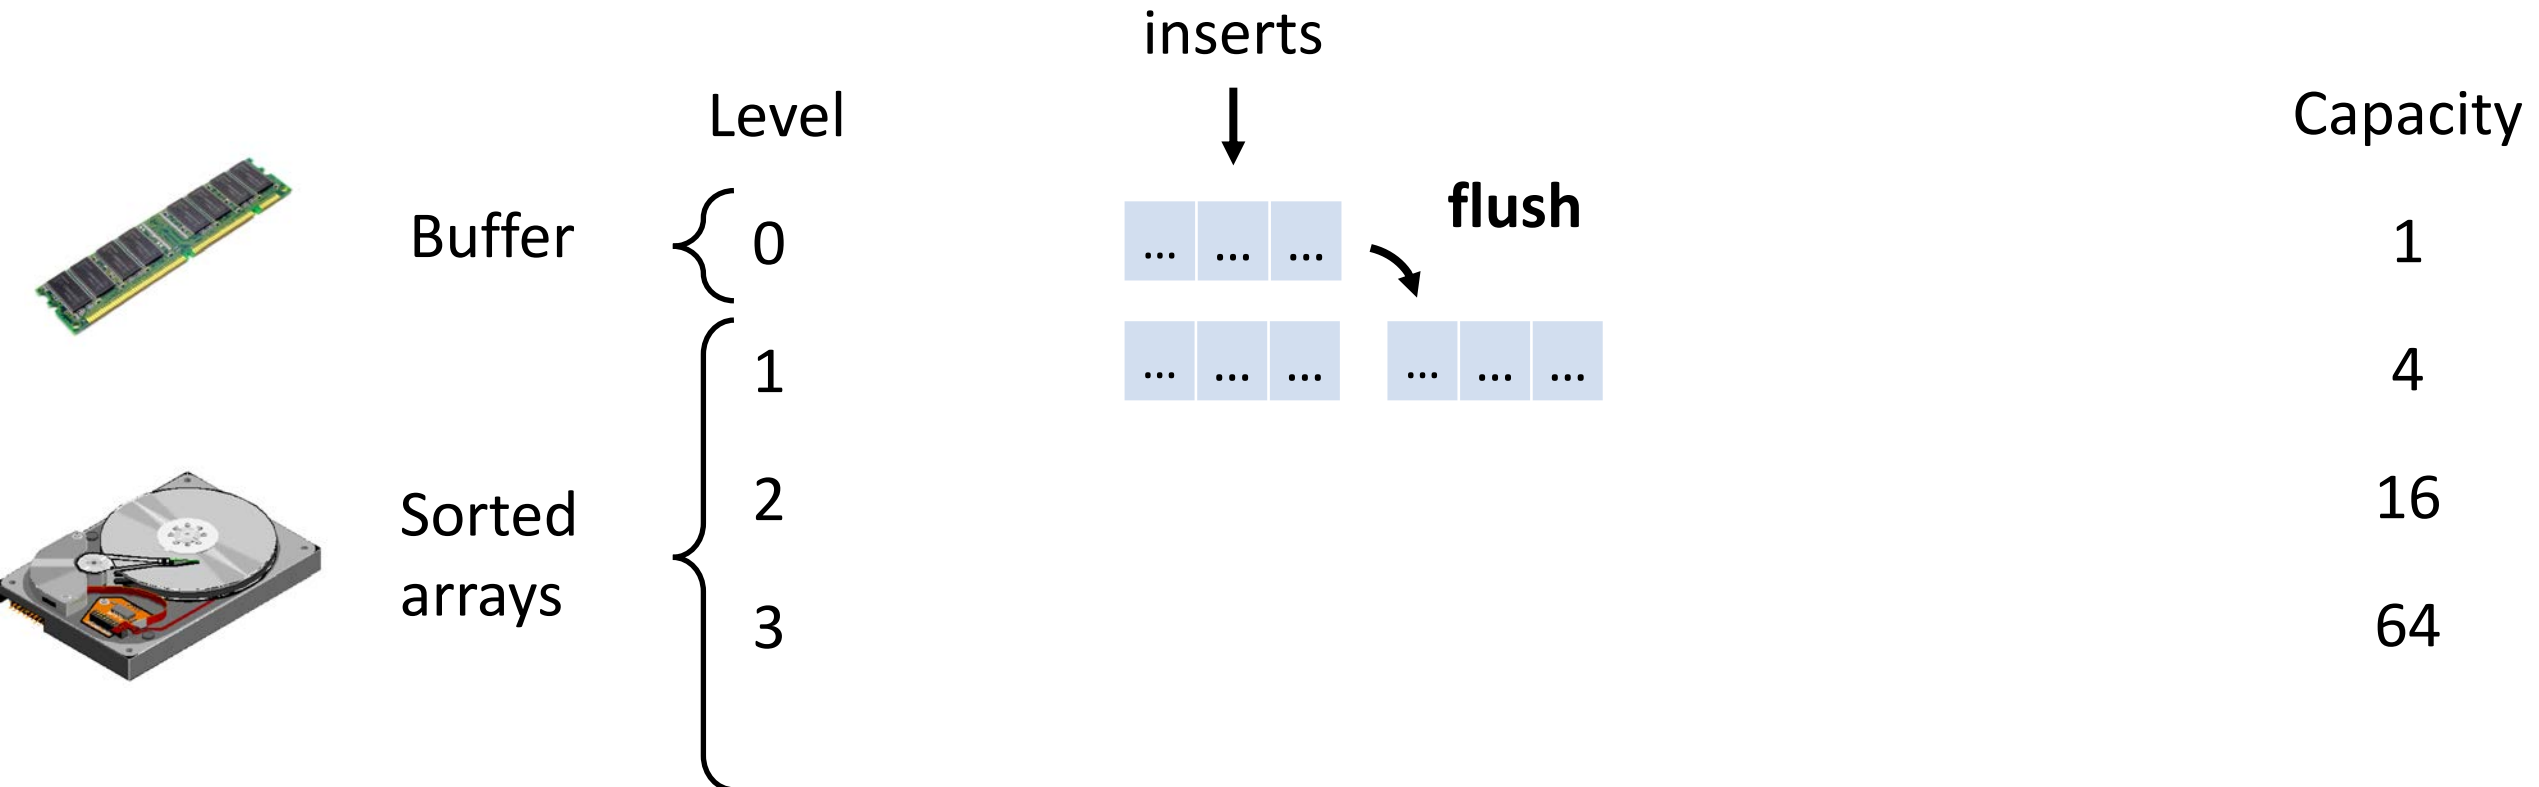 inserts
Level
Capacity
flush
Buffer
0
... ... ...
1
1
... ... ...
... ... ...
4
2
16
Sorted
arrays
3
64